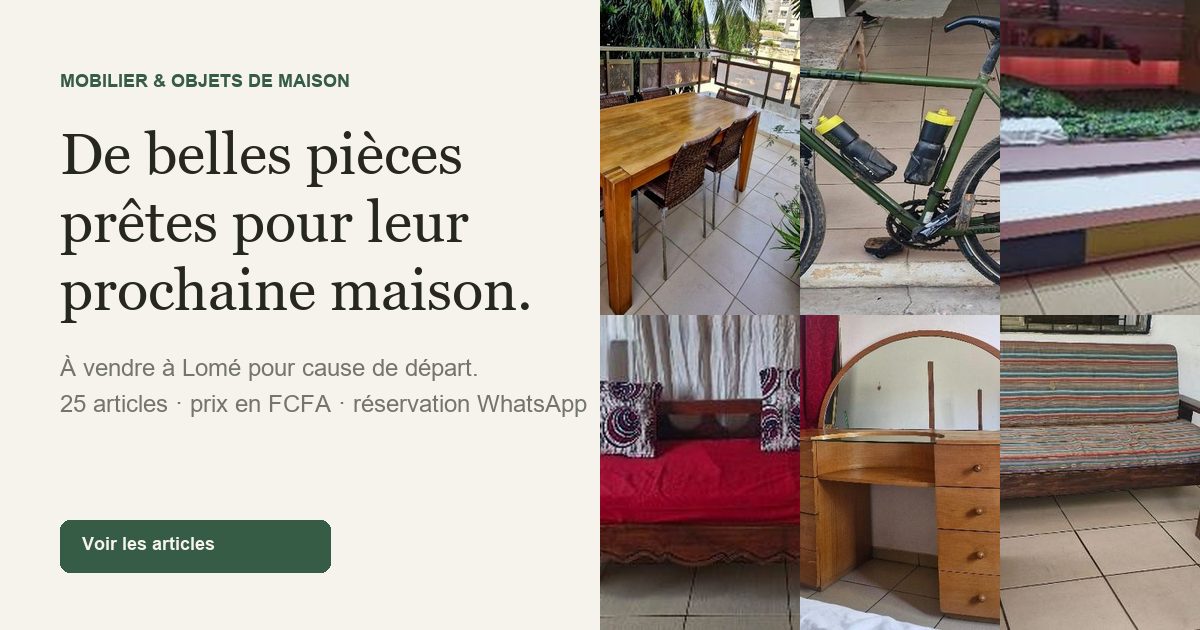 MOBILIER & OBJETS DE MAISON
De belles pièces
prêtes pour leur
prochaine maison.
À vendre à Lomé pour cause de départ.
25 articles · prix en FCFA · réservation WhatsApp
Voir les articles